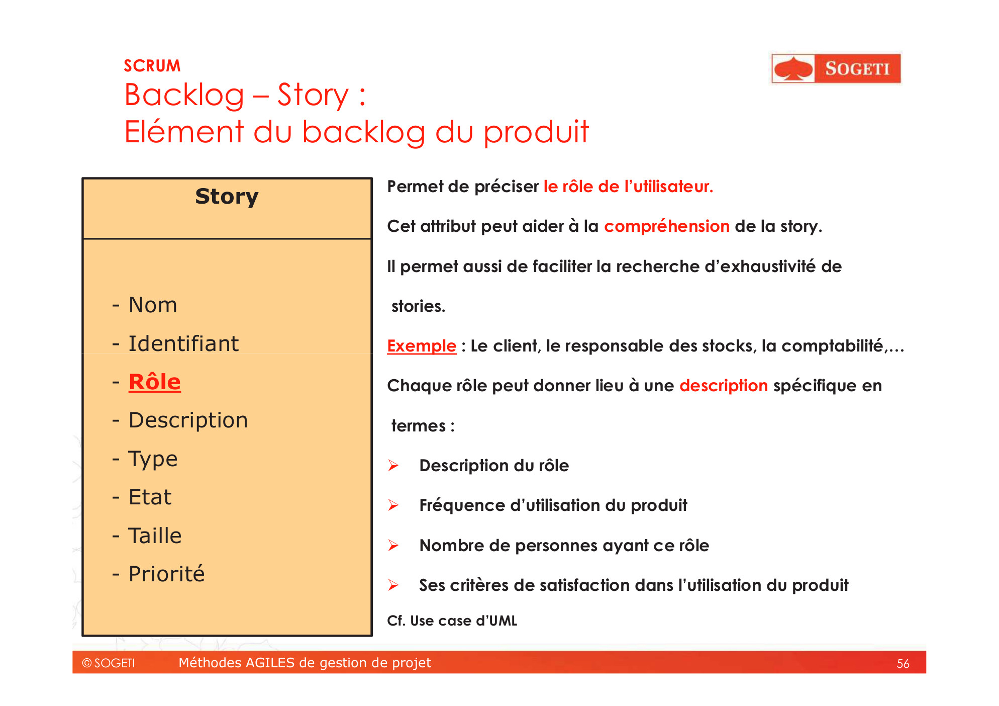 SCRUM
Backlog – Story :
Elément du backlog du produit
SOGETI
Story
- Nom
- Identifiant
- Rôle
- Description
- Type
- Etat
- Taille
- Priorité
Permet de préciser le rôle de l’utilisateur.
Cet attribut peut aider à la compréhension de la story.
Il permet aussi de faciliter la recherche d’exhaustivité de
stories.
Exemple : Le client, le responsable des stocks, la comptabilité,…
Chaque rôle peut donner lieu à une description spécifique en
termes :
➢ Description du rôle
➢ Fréquence d’utilisation du produit
➢ Nombre de personnes ayant ce rôle
➢ Ses critères de satisfaction dans l’utilisation du produit
Cf. Use case d’UML
© SOGETI Méthodes AGILES de gestion de projet 56